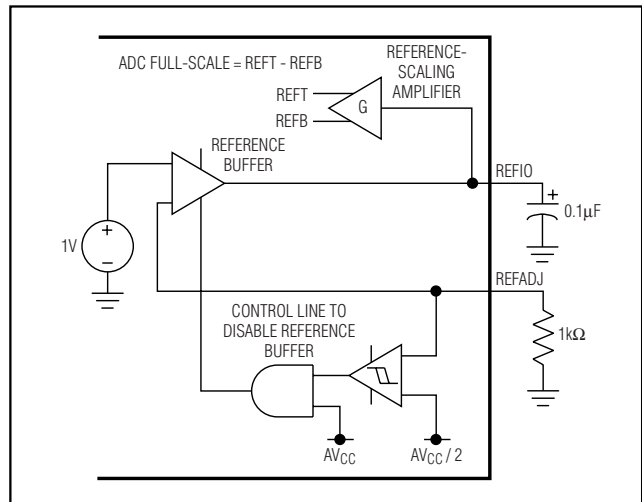 ADC FULL-SCALE = REFT - REFB
REFERENCE-
SCALING
AMPLIFIER
REFT
REFB
G
REFERENCE
BUFFER
REFIO
+
0.1µF
1V
+
−
REFADJ
CONTROL LINE TO
DISABLE REFERENCE
BUFFER
1kΩ
AVCC
AVCC / 2